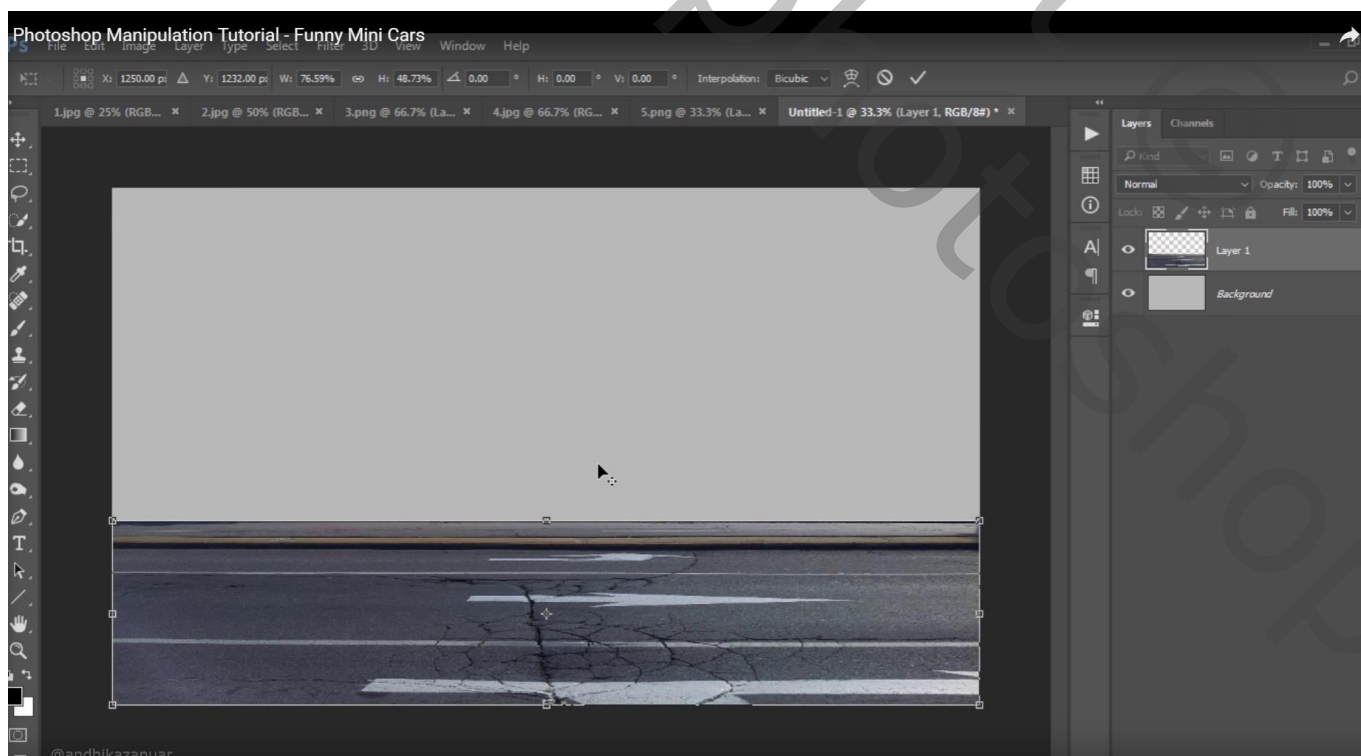 Photoshop Manipulation Tutorial - Funny Mini Cars
Ps File Edit Image Layer Type Select Filter 3D View Window Help
X: 1250.00 p: Y: 1232.00 p: W: 76.59% H: 48.73% 0.00 ° H: 0.00 ° V: 0.00 ° Interpolation: Bicubic
1.jpg @ 25% (RGB... × 2.jpg @ 50% (RGB... × 3.png @ 66.7% (La... × 4.jpg @ 66.7% (RG... × 5.png @ 33.3% (La... × Untitled-1 @ 33.3% (Layer 1, RGB/8#) * ×
Layers Channels
Kind
Normal Opacity: 100%
Lock: Fill: 100%
Layer 1
Background
@andhikazanuar
photoshop